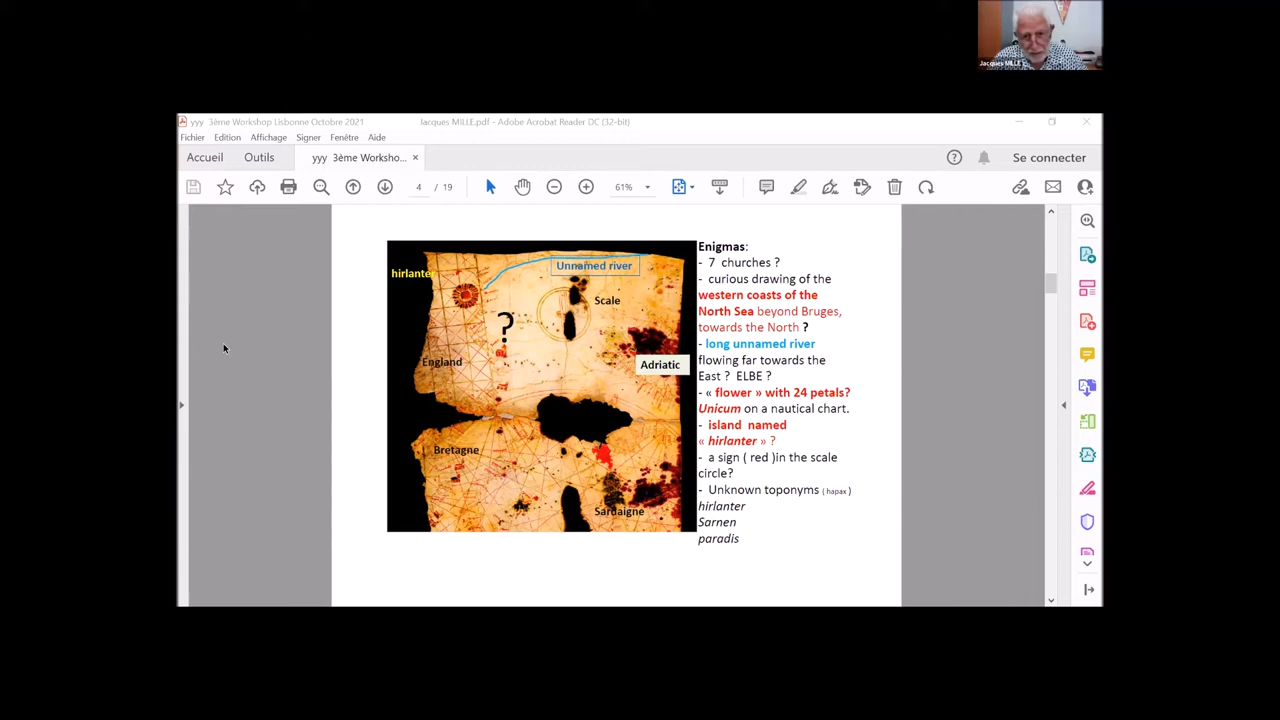 Jacques MILLE
yyy 3ème Workshop Lisbonne Octobre 2021 Jacques MILLE.pdf - Adobe Acrobat Reader DC (32-bit)
Fichier Edition Affichage Signer Fenêtre Aide
Accueil Outils yyy 3ème Worksho... × Se connecter
4 / 19 61%
hirlanter
Unnamed river
Scale
?
England
Adriatic
Bretagne
Sardaigne
Enigmas:
- 7 churches ?
- curious drawing of the
western coasts of the
North Sea beyond Bruges,
towards the North ?
- long unnamed river
flowing far towards the
East ? ELBE ?
- « flower » with 24 petals?
Unicum on a nautical chart.
- island named
« hirlanter » ?
- a sign ( red )in the scale
circle?
- Unknown toponyms ( hapax )
hirlanter
Sarnen
paradis